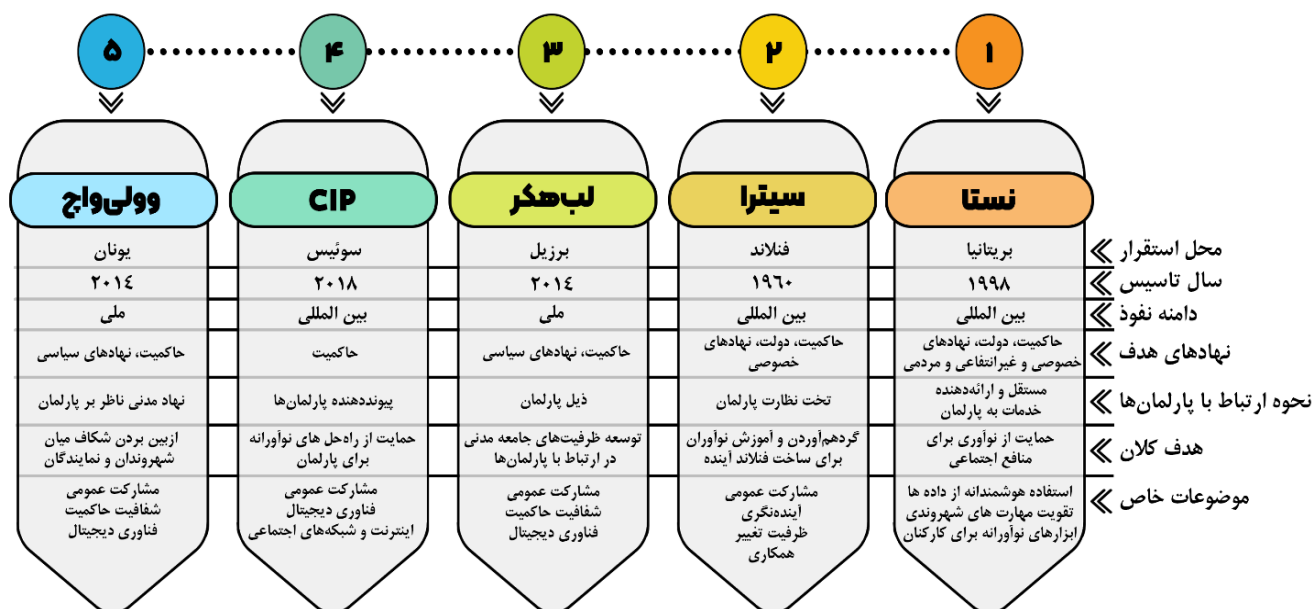 ۱
۲
۳
۴
۵
نستا
سیترا
لب‌هکر
CIP
وولی‌واچ
محل استقرار
بریتانیا
فنلاند
برزیل
سوئیس
یونان
سال تاسیس
۱۹۹۸
۱۹٦۰
۲۰۱٤
۲۰۱۸
۲۰۱٤
دامنه نفوذ
بین المللی
بین المللی
ملی
بین المللی
ملی
نهادهای هدف
حاکمیت، دولت، نهادهای
خصوصی و غیرانتفاعی و مردمی
حاکمیت، دولت، نهادهای
خصوصی
حاکمیت، نهادهای سیاسی
حاکمیت
حاکمیت، نهادهای سیاسی
نحوه ارتباط با پارلمان‌ها
مستقل و ارائه‌دهنده
خدمات به پارلمان
تخت نظارت پارلمان
ذیل پارلمان
پیونددهنده پارلمان‌ها
نهاد مدنی ناظر بر پارلمان
هدف کلان
حمایت از نوآوری برای
منافع اجتماعی
گردهم‌آوردن و آموزش نوآوران
برای ساخت فنلاند آینده
توسعه ظرفیت‌های جامعه مدنی
در ارتباط با پارلمان‌ها
حمایت از راه‌حل های نوآورانه
برای پارلمان
ازبین بردن شکاف میان
شهروندان و نمایندگان
موضوعات خاص
استفاده هوشمندانه از داده ها
تقویت مهارت های شهروندی
ابزارهای نوآورانه برای کارکنان
مشارکت عمومی
آینده‌نگری
ظرفیت تغییر
همکاری
مشارکت عمومی
شفافیت حاکمیت
فناوری دیجیتال
مشارکت عمومی
فناوری دیجیتال
اینترنت و شبکه‌های اجتماعی
مشارکت عمومی
شفافیت حاکمیت
فناوری دیجیتال